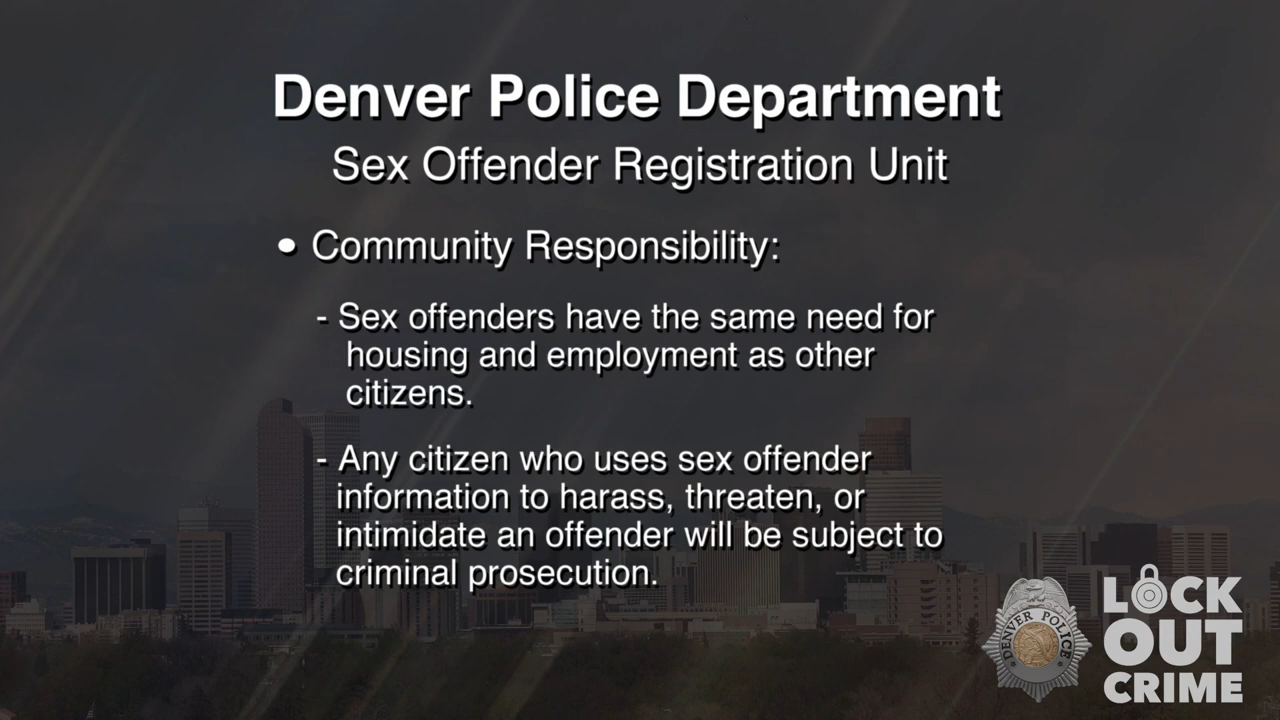 Denver Police Department
Sex Offender Registration Unit
• Community Responsibility:
- Sex offenders have the same need for
housing and employment as other
citizens.
- Any citizen who uses sex offender
information to harass, threaten, or
intimidate an offender will be subject to
criminal prosecution.
DENVER POLICE
LOCK
OUT
CRIME